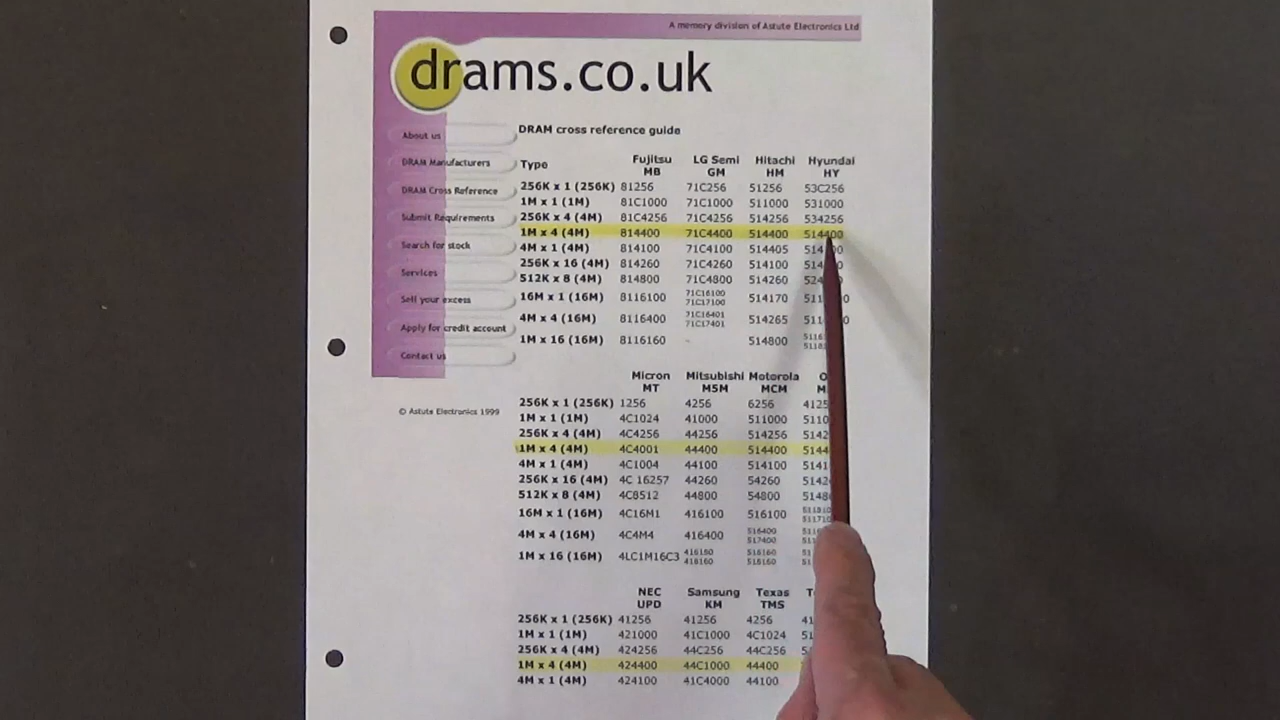 A memory division of Astute Electronics Ltd
drams.co.uk
About us
DRAM Manufacturers
DRAM Cross Reference
Submit Requirements
Search for stock
Services
Sell your excess
Apply for credit account
Contact us
© Astute Electronics 1999
DRAM cross reference guide
Type Fujitsu MB LG Semi GM Hitachi HM Hyundai HY
256K x 1 (256K) 81256 71C256 51256 53C256
1M x 1 (1M) 81C1000 71C1000 511000 531000
256K x 4 (4M) 81C4256 71C4256 514256 534256
1M x 4 (4M) 814400 71C4400 514400 514400
4M x 1 (4M) 814100 71C4100 514405
256K x 16 (4M) 814260 71C4260 514100
512K x 8 (4M) 814800 71C4800 514260
16M x 1 (16M) 8116100 71C16100 71C17100 514170
4M x 4 (16M) 8116400 71C16401 71C17401 514265
1M x 16 (16M) 8116160 - 514800
Micron MT Mitsubishi M5M Motorola MCM
256K x 1 (256K) 1256 4256 6256
1M x 1 (1M) 4C1024 41000 511000
256K x 4 (4M) 4C4256 44256 514256
1M x 4 (4M) 4C4001 44400 514400
4M x 1 (4M) 4C1004 44100 514100
256K x 16 (4M) 4C 16257 44260 54260
512K x 8 (4M) 4C8512 44800 54800
16M x 1 (16M) 4C16M1 416100 516100
4M x 4 (16M) 4C4M4 416400 516400 517400
1M x 16 (16M) 4LC1M16C3 416160 418160 516160 518160
NEC UPD Samsung KM Texas TMS
256K x 1 (256K) 41256 41256 4256
1M x 1 (1M) 421000 41C1000 4C1024
256K x 4 (4M) 424256 44C256 44C256
1M x 4 (4M) 424400 44C1000 44400
4M x 1 (4M) 424100 41C4000 44100